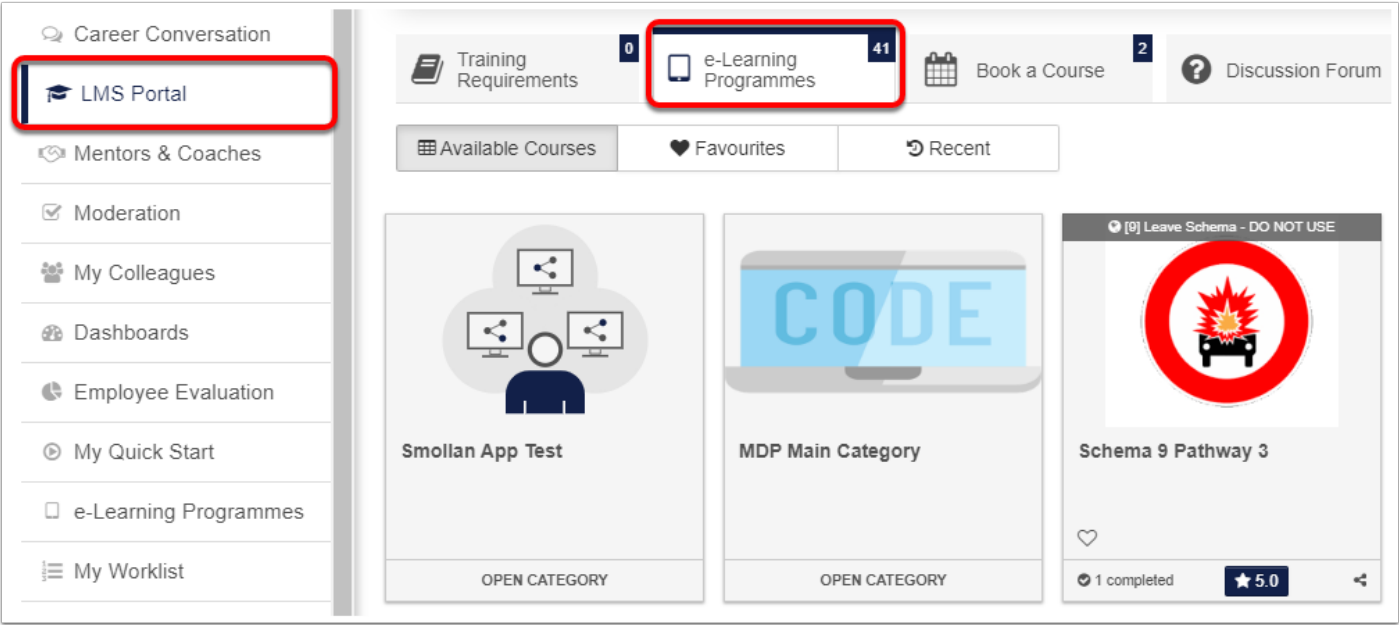 Career Conversation
LMS Portal
Mentors & Coaches
Moderation
My Colleagues
Dashboards
Employee Evaluation
My Quick Start
e-Learning Programmes
My Worklist
Training
Requirements
0
e-Learning
Programmes
41
Book a Course
2
Discussion Forum
Available Courses
Favourites
Recent
Smollan App Test
OPEN CATEGORY
CODE
MDP Main Category
OPEN CATEGORY
[9] Leave Schema - DO NOT USE
Schema 9 Pathway 3
1 completed
5.0